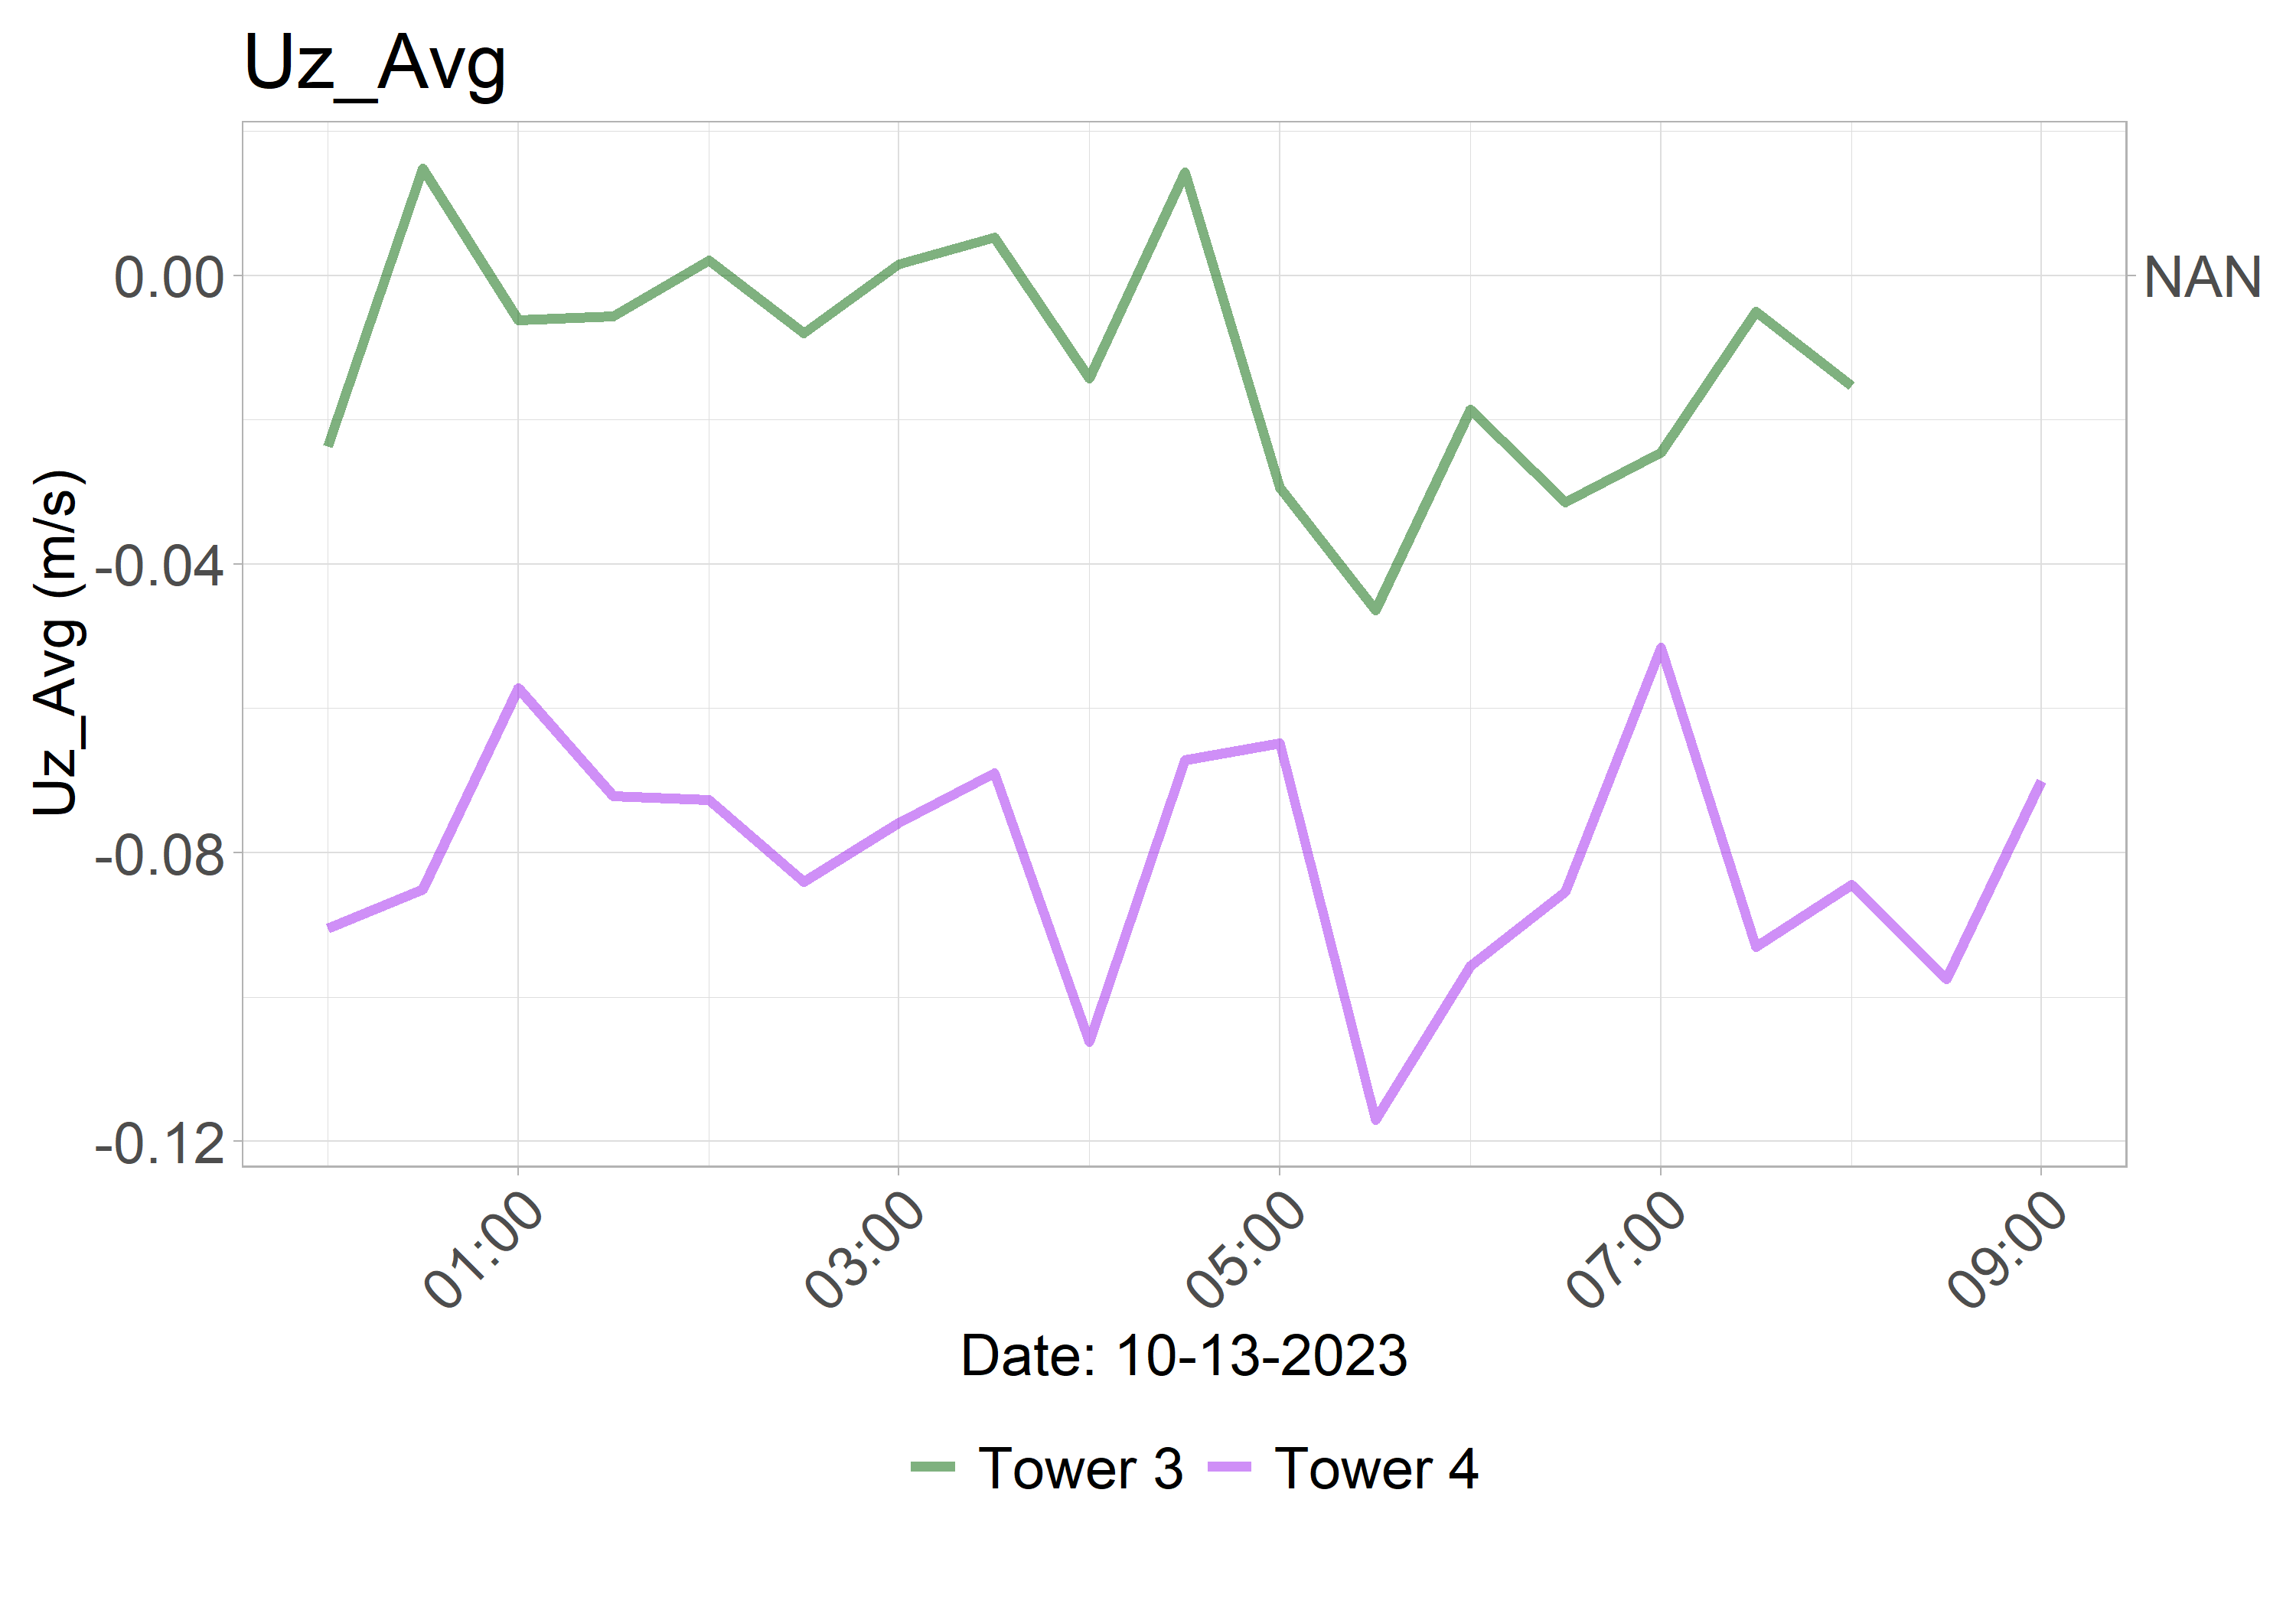 Uz_Avg
Uz_Avg (m/s)
0.00
-0.04
-0.08
-0.12
NAN
01:00
03:00
05:00
07:00
09:00
Date: 10-13-2023
Tower 3
Tower 4